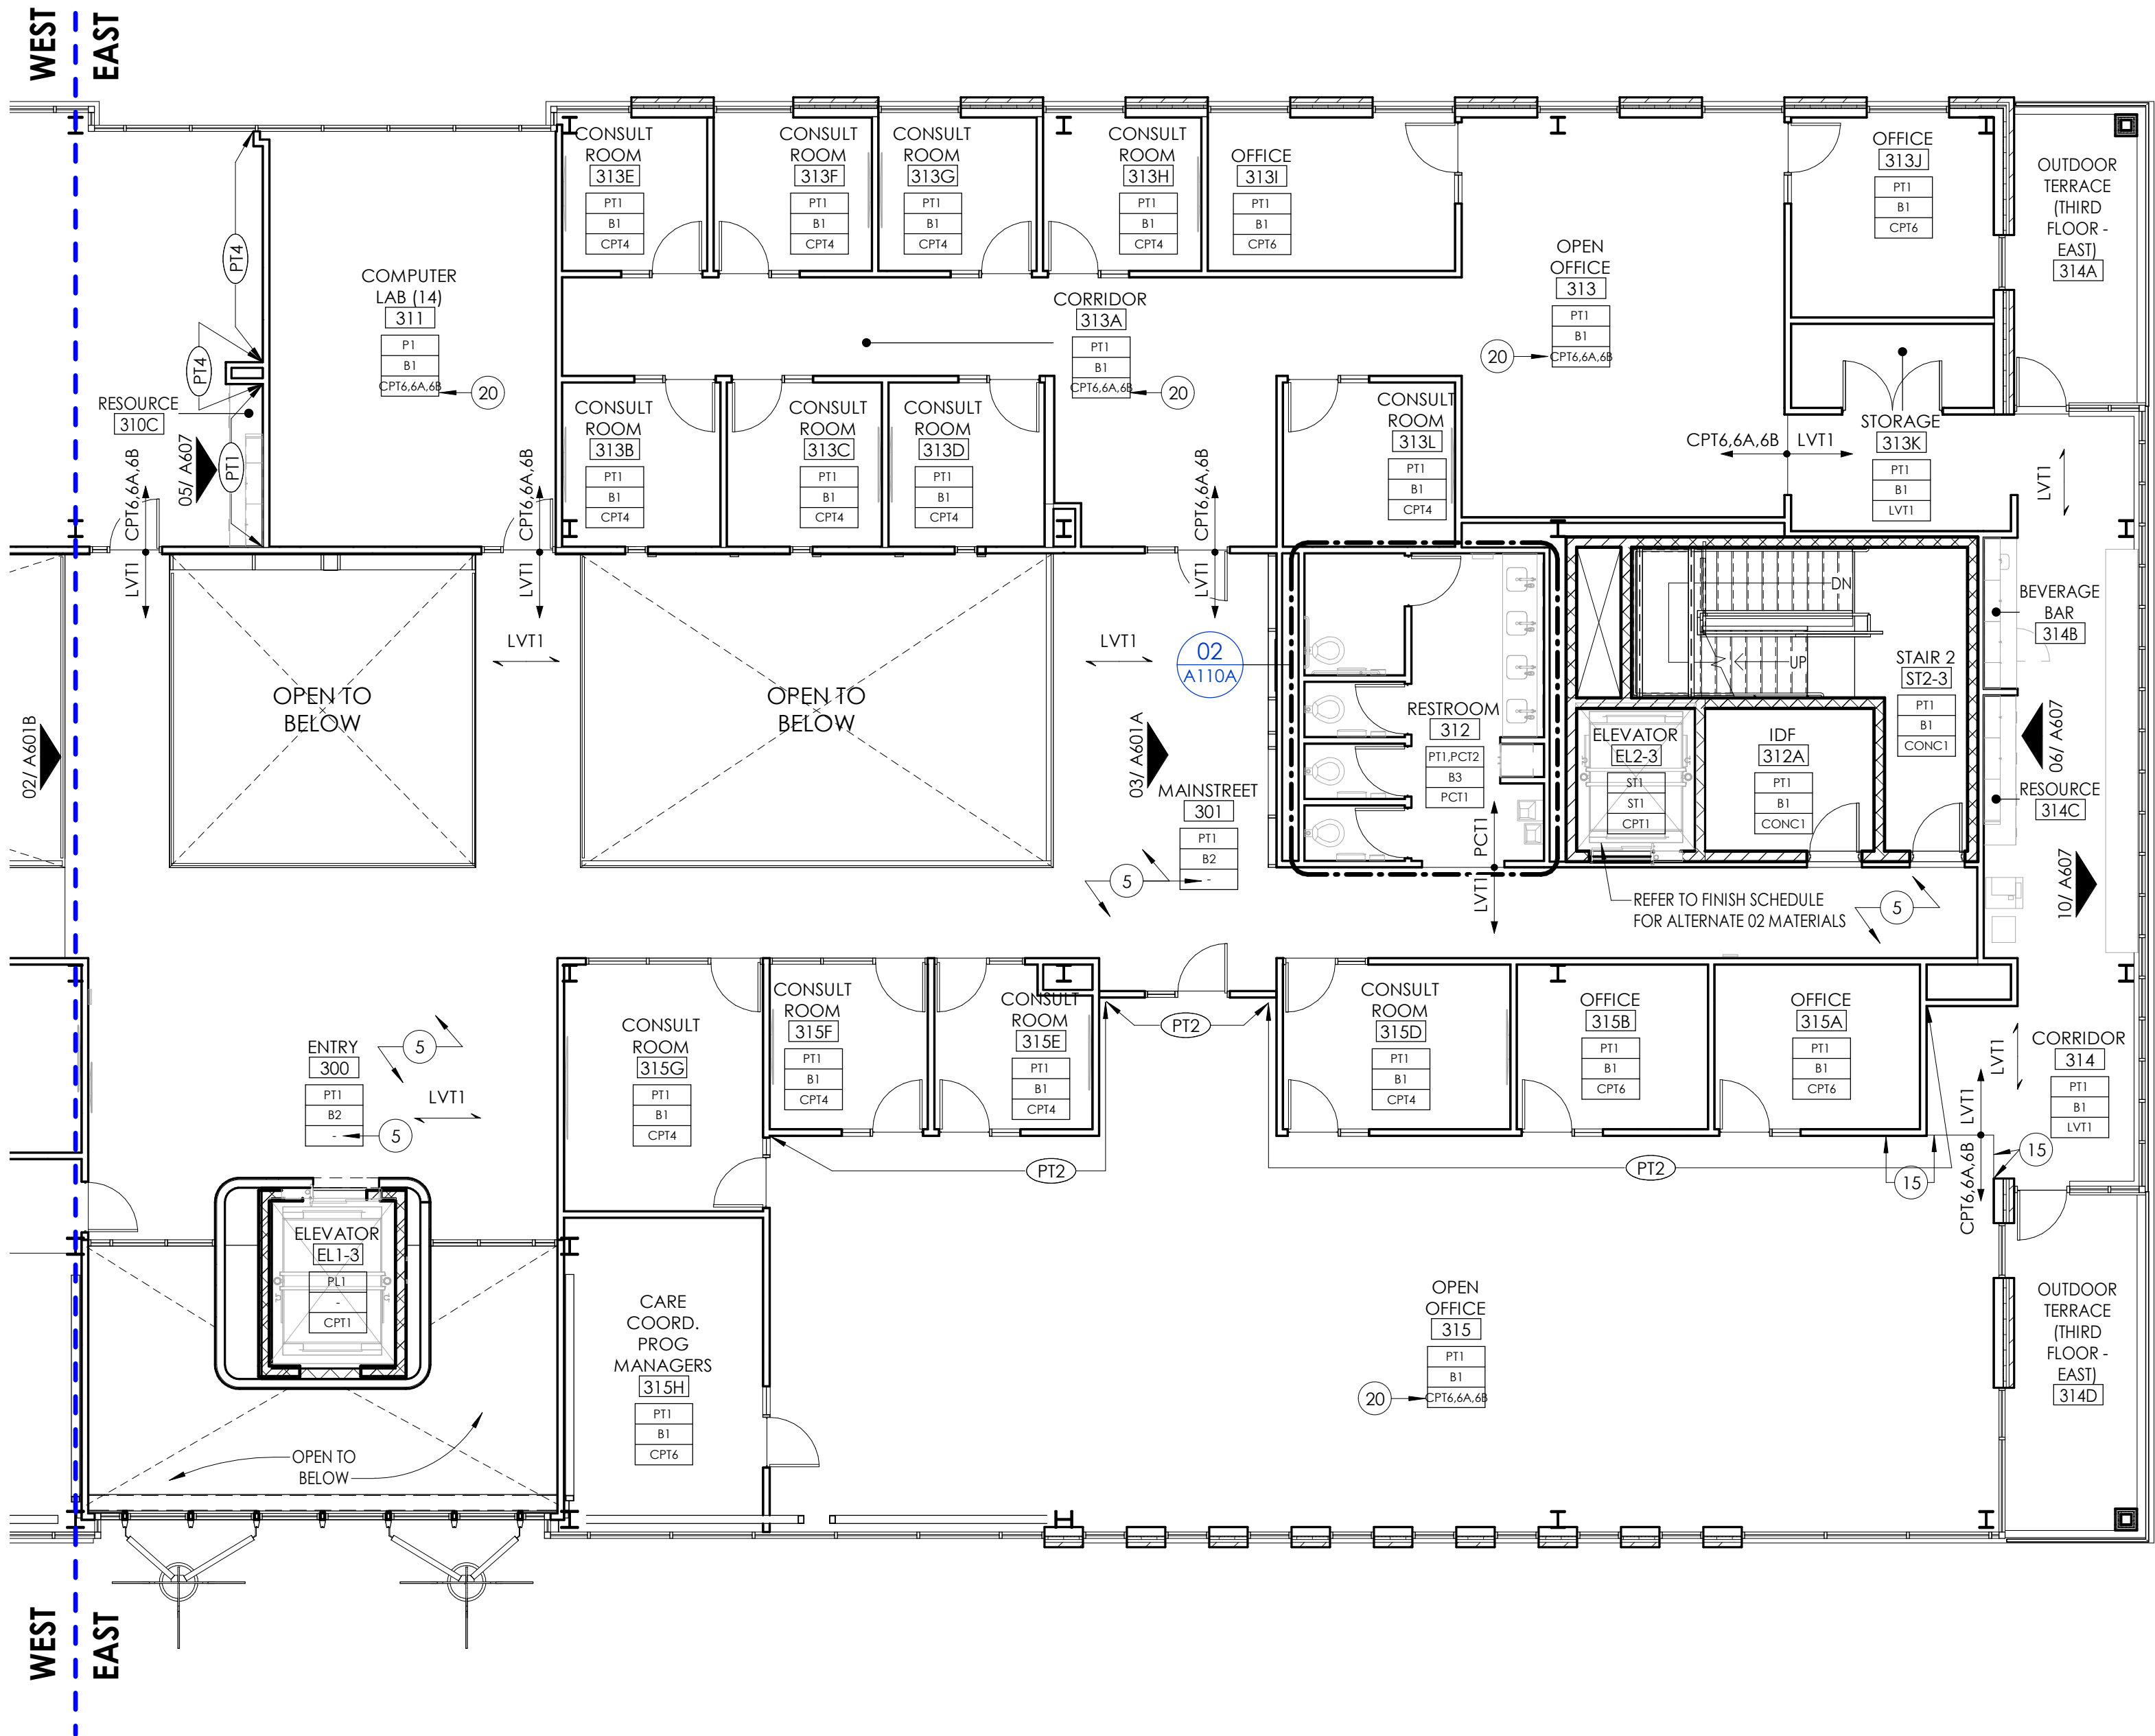 WEST
EAST
CONSULT
ROOM
313E
PT1
B1
CPT4
CONSULT
ROOM
313F
PT1
B1
CPT4
CONSULT
ROOM
313G
PT1
B1
CPT4
CONSULT
ROOM
313H
PT1
B1
CPT4
OFFICE
313I
PT1
B1
CPT6
OFFICE
313J
PT1
B1
CPT6
OUTDOOR
TERRACE
(THIRD
FLOOR -
EAST)
314A
PT4
PT4
COMPUTER
LAB (14)
311
P1
B1
CPT6,6A,6B
20
CORRIDOR
313A
PT1
B1
CPT6,6A,6B
20
OPEN
OFFICE
313
PT1
B1
CPT6,6A,6B
20
RESOURCE
310C
05/ A607
PT1
CPT6,6A,6B
LVT1
CPT6,6A,6B
LVT1
CONSULT
ROOM
313B
PT1
B1
CPT4
CONSULT
ROOM
313C
PT1
B1
CPT4
CONSULT
ROOM
313D
PT1
B1
CPT4
CPT6,6A,6B
LVT1
CONSULT
ROOM
313L
PT1
B1
CPT4
CPT6,6A,6B
LVT1
STORAGE
313K
PT1
B1
LVT1
LVT1
OPEN TO
BELOW
LVT1
OPEN TO
BELOW
LVT1
02
A110A
02/ A601B
03/ A601A
MAINSTREET
301
PT1
B2
-
5
RESTROOM
312
PT1,PCT2
B3
PCT1
PCT1
LVT1
DN
UP
STAIR 2
ST2-3
PT1
B1
CONC1
ELEVATOR
EL2-3
ST1
ST1
CPT1
IDF
312A
PT1
B1
CONC1
BEVERAGE
BAR
314B
06/ A607
RESOURCE
314C
10/ A607
REFER TO FINISH SCHEDULE
FOR ALTERNATE 02 MATERIALS
5
ENTRY
300
PT1
B2
-
5
5
LVT1
CONSULT
ROOM
315G
PT1
B1
CPT4
CONSULT
ROOM
315F
PT1
B1
CPT4
CONSULT
ROOM
315E
PT1
B1
CPT4
PT2
PT2
CONSULT
ROOM
315D
PT1
B1
CPT4
OFFICE
315B
PT1
B1
CPT6
OFFICE
315A
PT1
B1
CPT6
PT2
15
LVT1
CPT6,6A,6B
LVT1
CORRIDOR
314
PT1
B1
LVT1
15
ELEVATOR
EL1-3
PL1
-
CPT1
OPEN TO
BELOW
CARE
COORD.
PROG
MANAGERS
315H
PT1
B1
CPT6
OPEN
OFFICE
315
PT1
B1
CPT6,6A,6B
20
OUTDOOR
TERRACE
(THIRD
FLOOR -
EAST)
314D
WEST
EAST